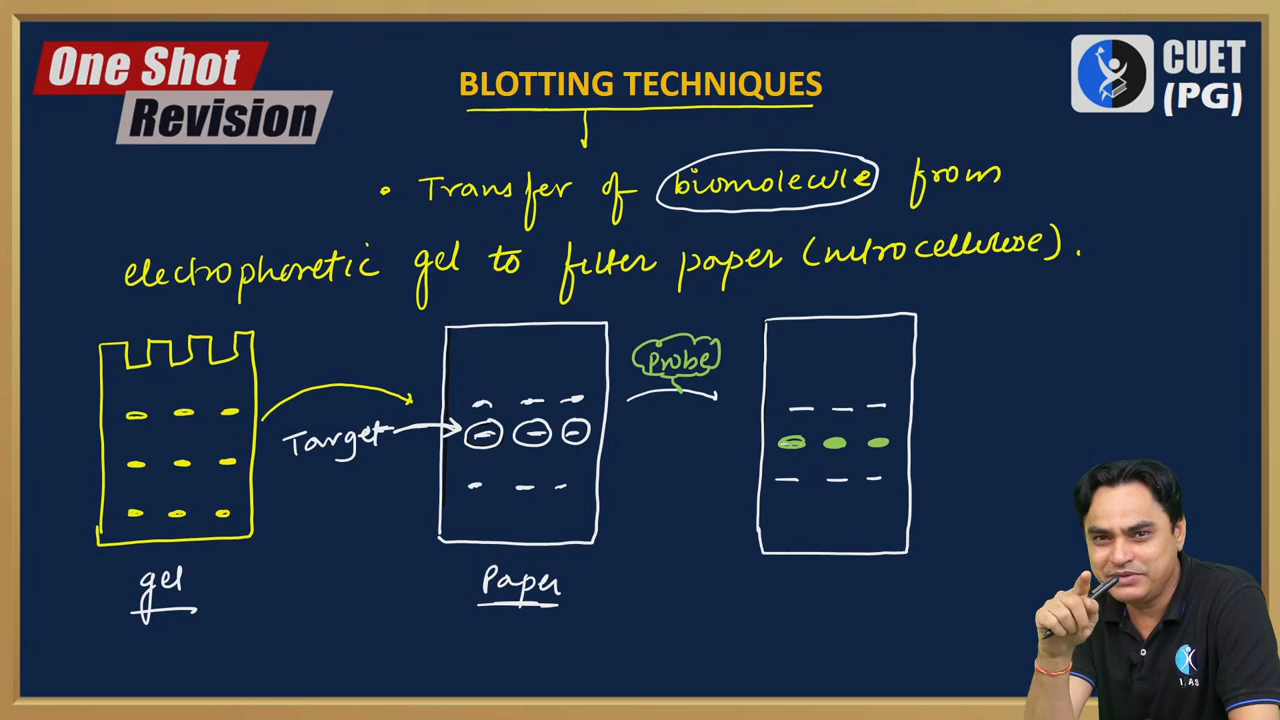 One Shot
Revision
BLOTTING TECHNIQUES
CUET
(PG)
• Transfer of biomolecule from
electrophoretic gel to filter paper (nitrocellulose).
Probe
Target
gel
Paper
IFAS